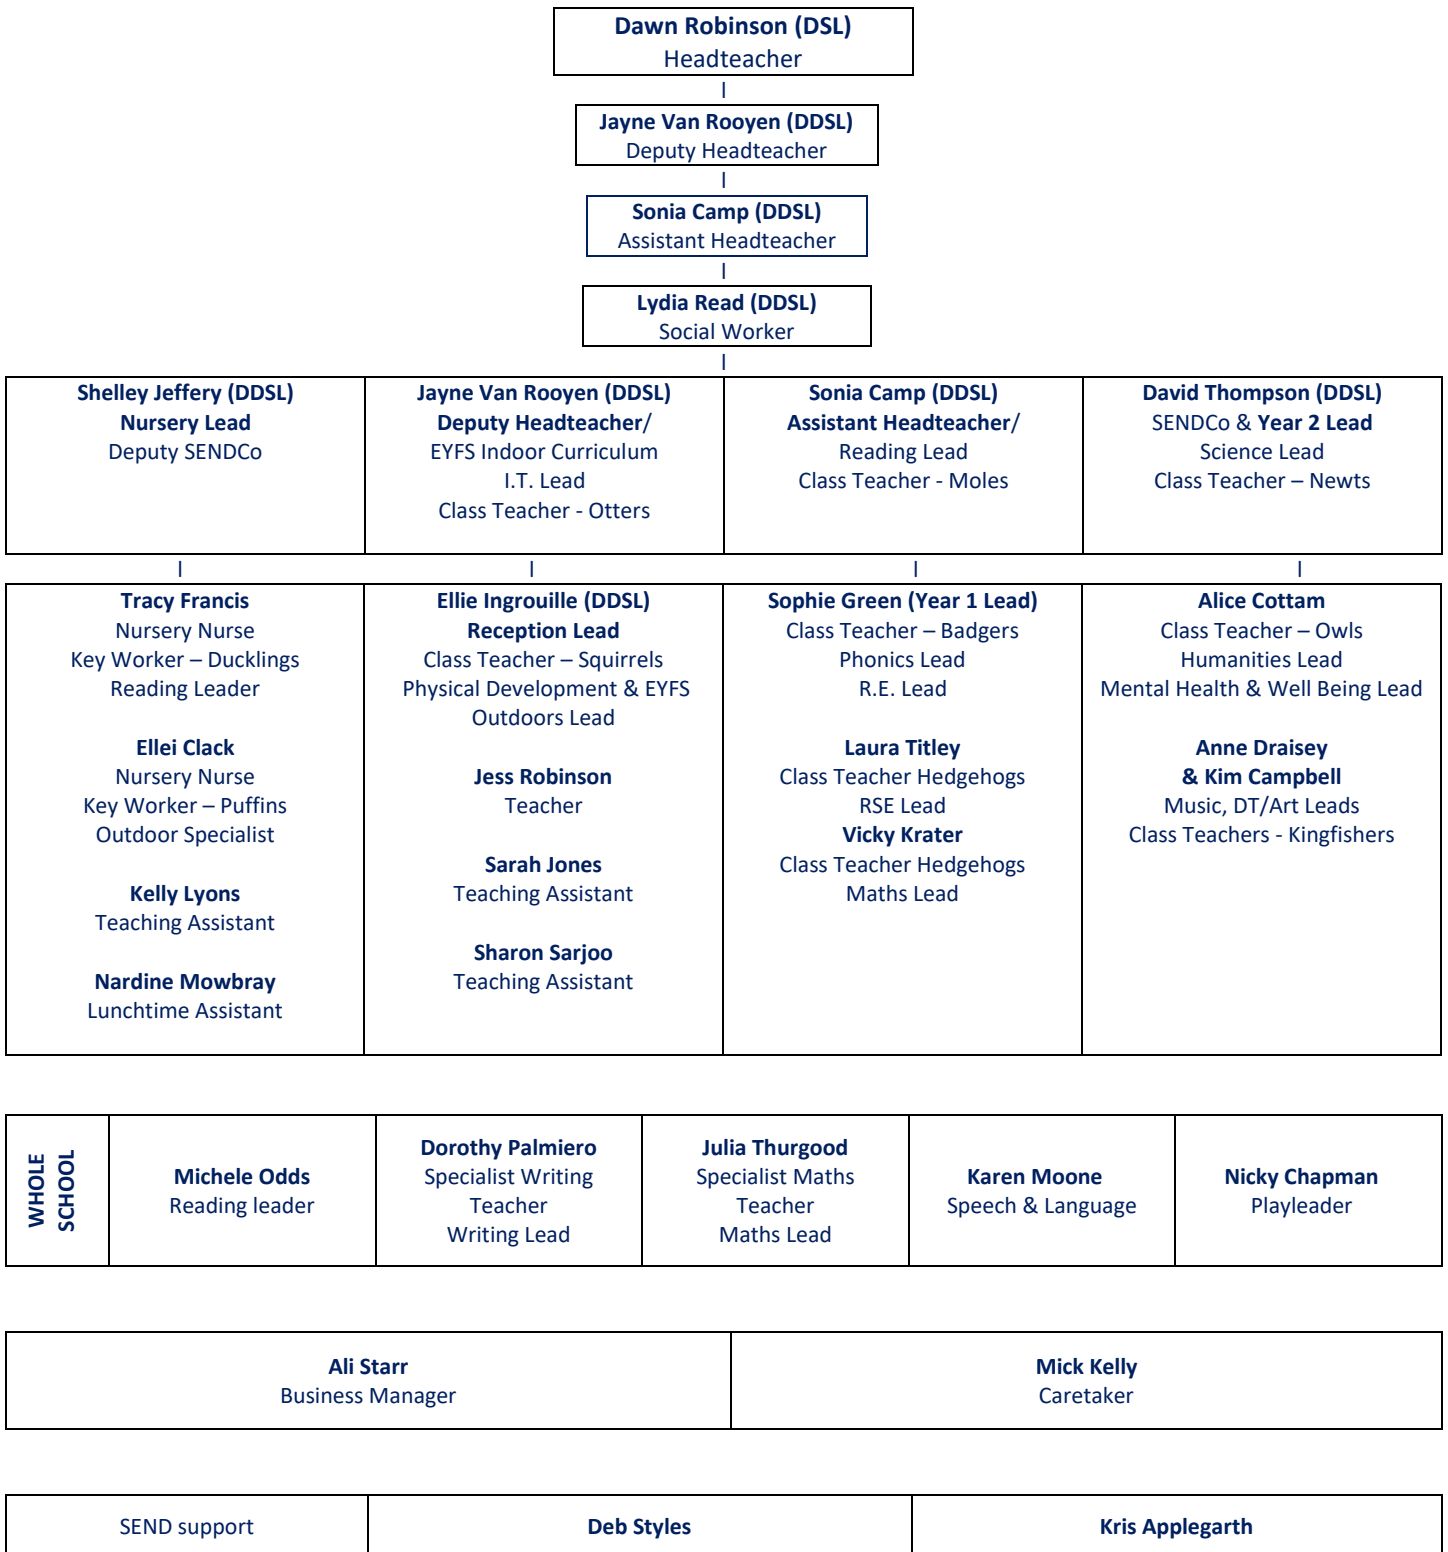 Dawn Robinson (DSL)
Headteacher
Jayne Van Rooyen (DDSL)
Deputy Headteacher
Sonia Camp (DDSL)
Assistant Headteacher
Lydia Read (DDSL)
Social Worker
Shelley Jeffery (DDSL)
Nursery Lead
Deputy SENDCo
Jayne Van Rooyen (DDSL)
Deputy Headteacher/
EYFS Indoor Curriculum
I.T. Lead
Class Teacher - Otters
Sonia Camp (DDSL)
Assistant Headteacher/
Reading Lead
Class Teacher - Moles
David Thompson (DDSL)
SENDCo & Year 2 Lead
Science Lead
Class Teacher – Newts
Tracy Francis
Nursery Nurse
Key Worker – Ducklings
Reading Leader
Ellei Clack
Nursery Nurse
Key Worker – Puffins
Outdoor Specialist
Kelly Lyons
Teaching Assistant
Nardine Mowbray
Lunchtime Assistant
Ellie Ingrouille (DDSL)
Reception Lead
Class Teacher – Squirrels
Physical Development & EYFS
Outdoors Lead
Jess Robinson
Teacher
Sarah Jones
Teaching Assistant
Sharon Sarjoo
Teaching Assistant
Sophie Green (Year 1 Lead)
Class Teacher – Badgers
Phonics Lead
R.E. Lead
Laura Titley
Class Teacher Hedgehogs
RSE Lead
Vicky Krater
Class Teacher Hedgehogs
Maths Lead
Alice Cottam
Class Teacher – Owls
Humanities Lead
Mental Health & Well Being Lead
Anne Draisey
& Kim Campbell
Music, DT/Art Leads
Class Teachers - Kingfishers
WHOLE
SCHOOL
Michele Odds
Reading leader
Dorothy Palmiero
Specialist Writing
Teacher
Writing Lead
Julia Thurgood
Specialist Maths
Teacher
Maths Lead
Karen Moone
Speech & Language
Nicky Chapman
Playleader
Ali Starr
Business Manager
Mick Kelly
Caretaker
SEND support
Deb Styles
Kris Applegarth